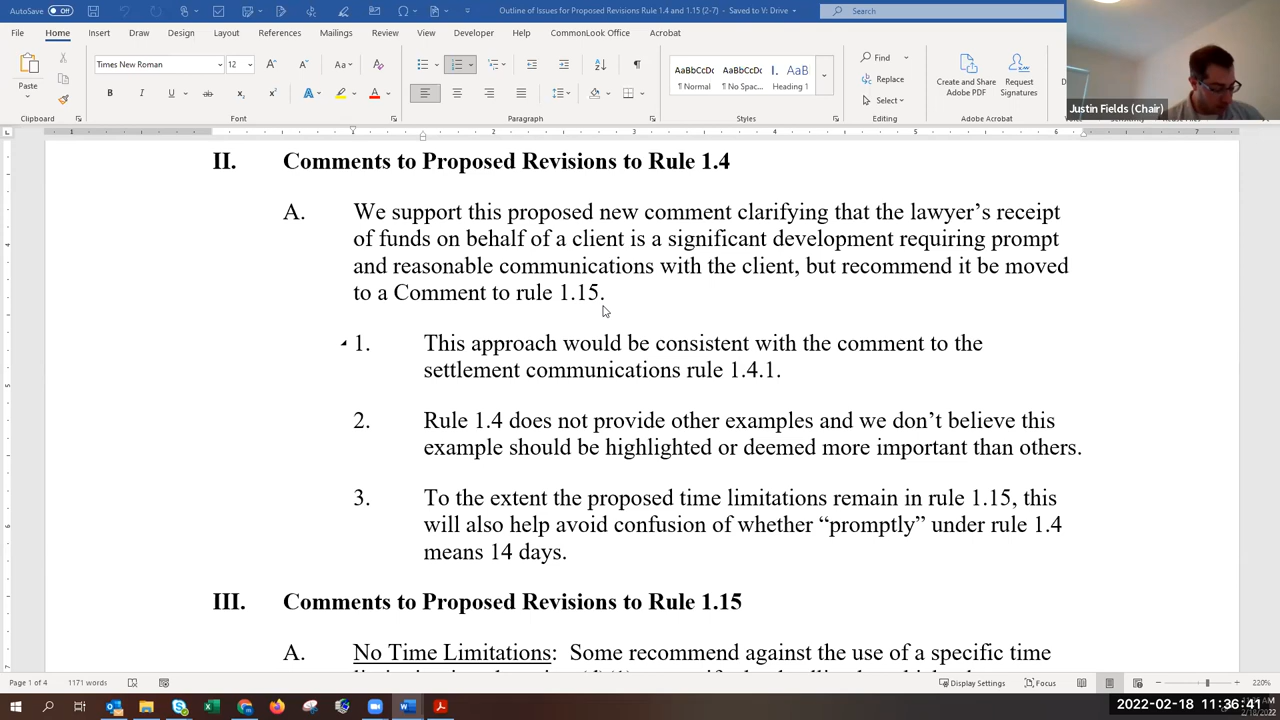 AutoSave Off Outline of Issues for Proposed Revisions Rule 1.4 and 1.15 (2-7) - Saved to V: Drive Search
File Home Insert Draw Design Layout References Mailings Review View Developer Help CommonLook Office Acrobat
Paste
Times New Roman 12
Clipboard Font Paragraph Styles Editing Adobe Acrobat
AaBbCcDc AaBbCcDc AaBb
¶ Normal ¶ No Spac... Heading 1
Find
Replace
Select
Create and Share
Adobe PDF
Request
Signatures
Justin Fields (Chair)
II. Comments to Proposed Revisions to Rule 1.4
A. We support this proposed new comment clarifying that the lawyer's receipt
of funds on behalf of a client is a significant development requiring prompt
and reasonable communications with the client, but recommend it be moved
to a Comment to rule 1.15.
1. This approach would be consistent with the comment to the
settlement communications rule 1.4.1.
2. Rule 1.4 does not provide other examples and we don't believe this
example should be highlighted or deemed more important than others.
3. To the extent the proposed time limitations remain in rule 1.15, this
will also help avoid confusion of whether “promptly” under rule 1.4
means 14 days.
III. Comments to Proposed Revisions to Rule 1.15
A. No Time Limitations: Some recommend against the use of a specific time
Page 1 of 4 1171 words Display Settings Focus 220%
2022-02-18 11:36:41